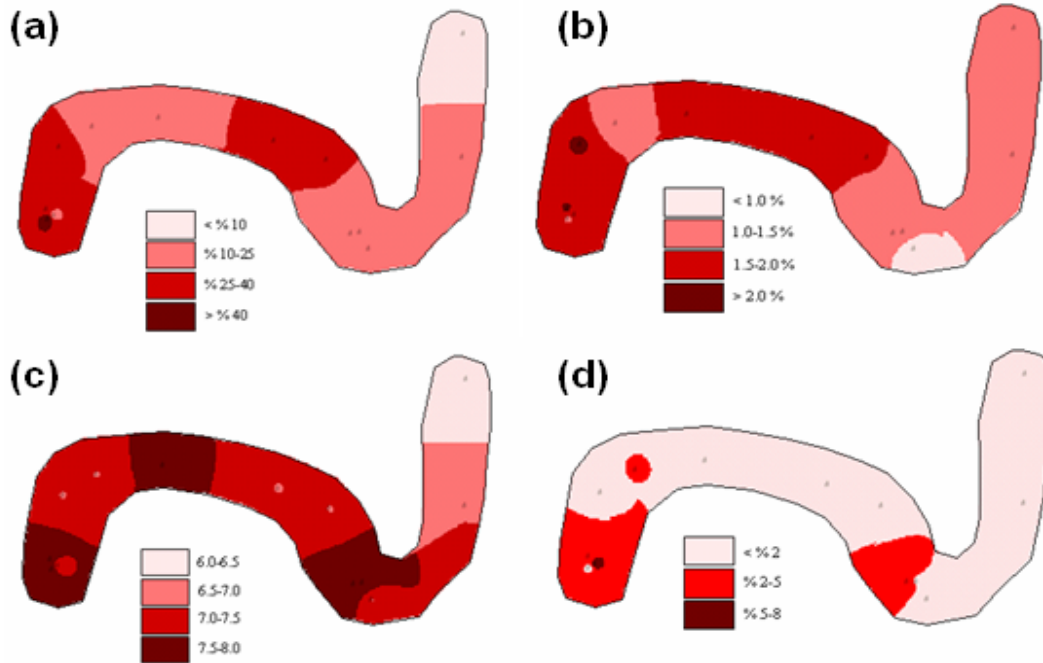 (a)
< % 10
% 10-25
% 25-40
> % 40
(b)
< 1.0 %
1.0-1.5 %
1.5-2.0 %
> 2.0 %
(c)
6.0-6.5
6.5-7.0
7.0-7.5
7.5-8.0
(d)
< % 2
% 2-5
% 5-8